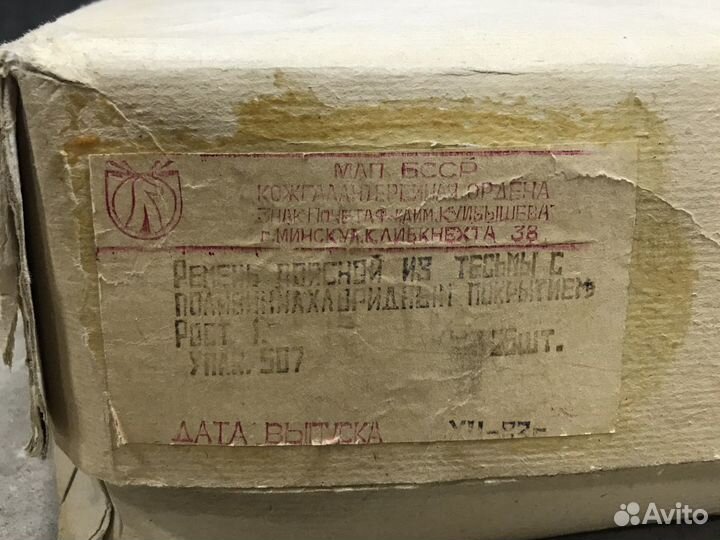 МЛП БССР
КОЖГАЛАНТЕРЕЙНАЯ ОРДЕНА
"ЗНАК ПОЧЕТА" Ф-КА ИМ. КУЙБЫШЕВА
Г. МИНСК УЛ. К. ЛИБКНЕХТА 38
РЕМЕНЬ ПОЯСНОЙ ИЗ ТЕСЬМЫ С
ПОЛИВИНИЛХЛОРИДНЫМ ПОКРЫТИЕМ
РОСТ 1.
УПАК. 507
ШТ.
ДАТА ВЫПУСКА
Avito